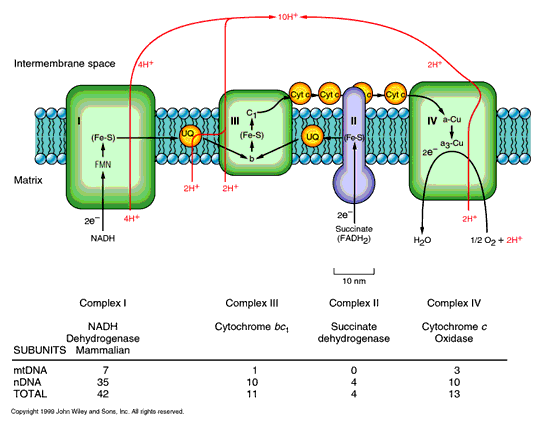 10H⁺
Intermembrane space
4H⁺
2H⁺
Cyt c
Cyt c
Cyt c
Cyt c
I
III
II
IV
C₁
a-Cu
(Fe-S)
UQ
(Fe-S)
UQ
(Fe-S)
a₃-Cu
FMN
b
2e⁻
Matrix
2H⁺
2H⁺
4H⁺
2e⁻
2e⁻
2H⁺
NADH
Succinate
(FADH₂)
H₂O
1/2 O₂ + 2H⁺
10 nm
Complex I
Complex III
Complex II
Complex IV
NADH
Dehydrogenase
Mammalian
Cytochrome bc₁
Succinate
dehydrogenase
Cytochrome c
Oxidase
SUBUNITS
mtDNA 7 1 0 3
nDNA 35 10 4 10
TOTAL 42 11 4 13
Copyright 1999 John Wiley and Sons, Inc. All rights reserved.